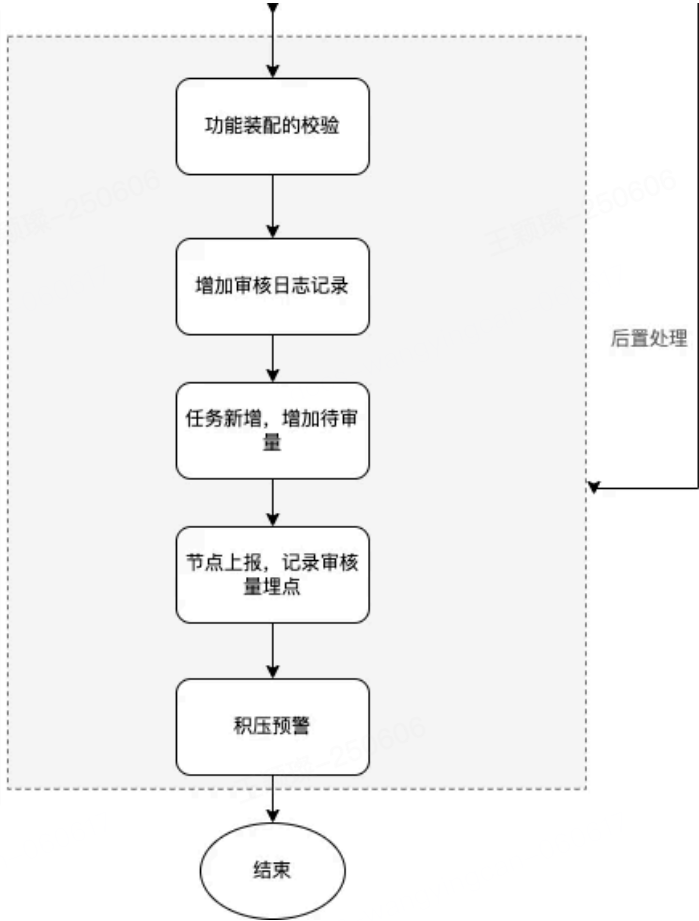 功能装配的校验
增加审核日志记录
后置处理
任务新增，增加待审
量
节点上报，记录审核
量埋点
积压预警
结束